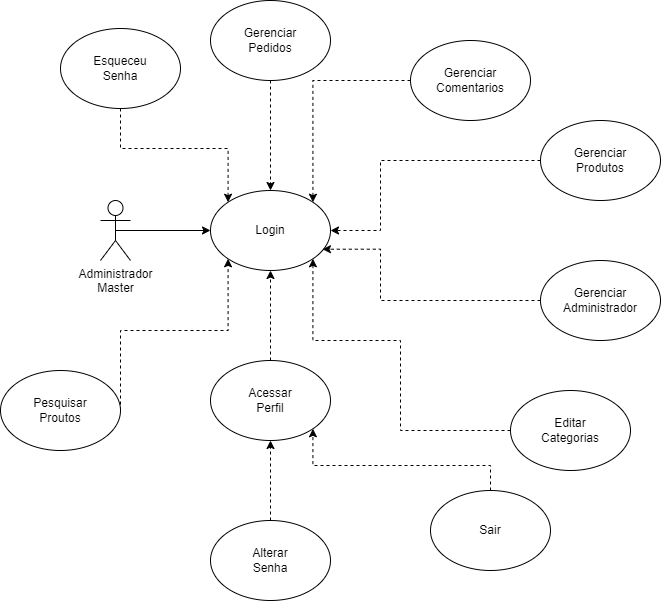 Gerenciar
Pedidos
Esqueceu
Senha
Gerenciar
Comentarios
Gerenciar
Produtos
Login
Administrador
Master
Gerenciar
Administrador
Acessar
Perfil
Pesquisar
Proutos
Editar
Categorias
Sair
Alterar
Senha